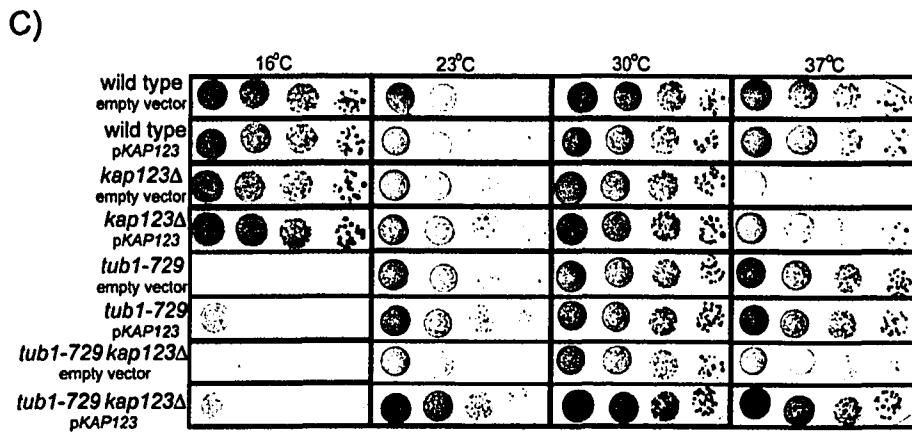 C)
16°C 23°C 30°C 37°C
wild type
empty vector
wild type
pKAP123
kap123Δ
empty vector
kap123Δ
pKAP123
tub1-729
empty vector
tub1-729
pKAP123
tub1-729 kap123Δ
empty vector
tub1-729 kap123Δ
pKAP123